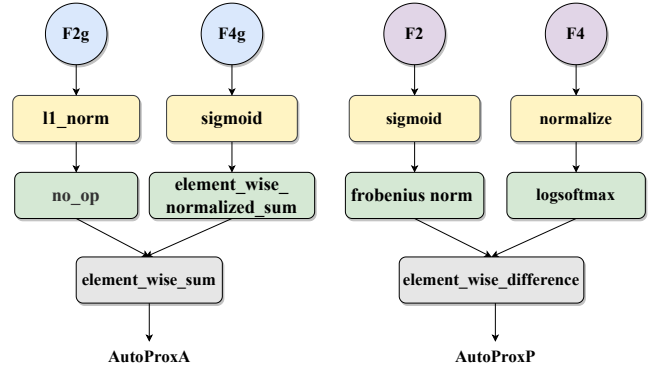 F2g
F4g
F2
F4
l1_norm
sigmoid
sigmoid
normalize
no_op
element_wise_
normalized_sum
frobenius norm
logsoftmax
element_wise_sum
element_wise_difference
AutoProxA
AutoProxP